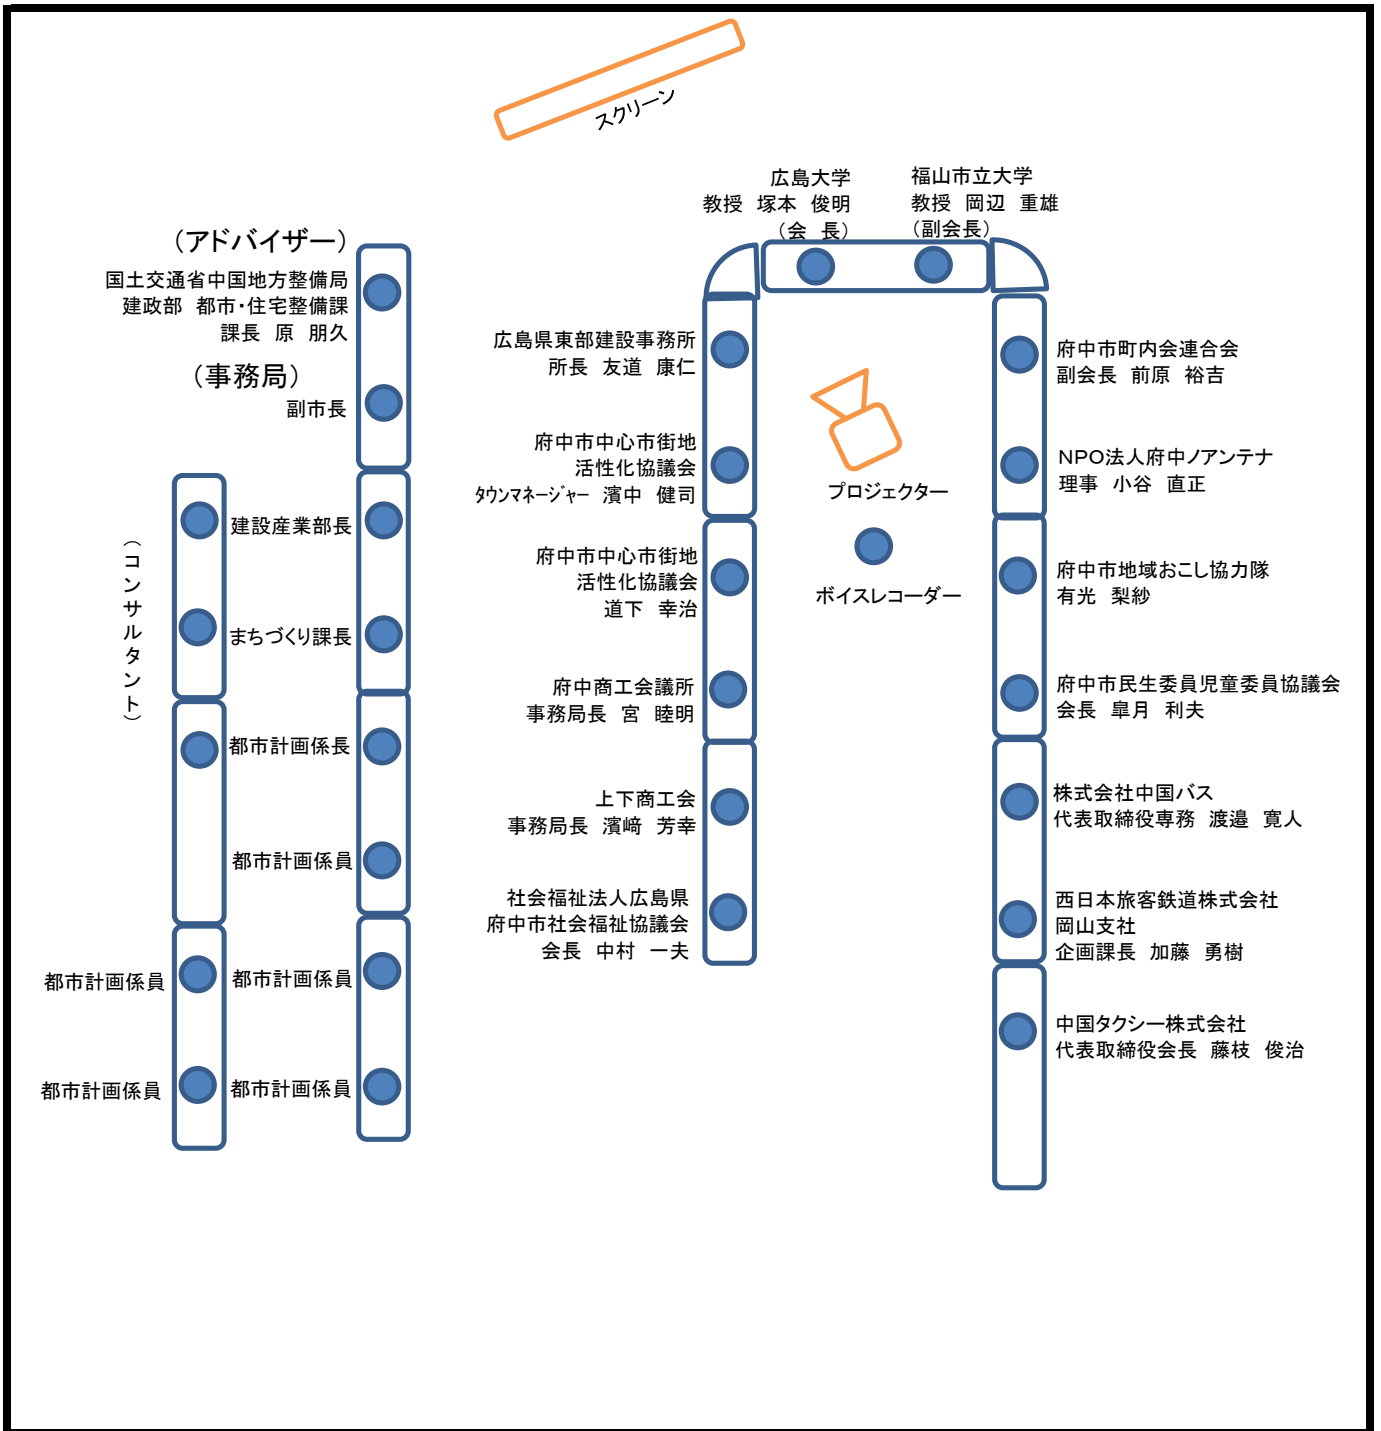 スクリーン
広島大学
教授 塚本 俊明
（会 長）
福山市立大学
教授 岡辺 重雄
（副会長）
（アドバイザー）
国土交通省中国地方整備局
建政部 都市・住宅整備課
課長 原 朋久
（事務局）
副市長
建設産業部長
まちづくり課長
都市計画係長
都市計画係員
都市計画係員
都市計画係員
（コンサルタント）
都市計画係員
都市計画係員
広島県東部建設事務所
所長 友道 康仁
府中市中心市街地
活性化協議会
ﾀｳﾝﾏﾈｰｼﾞｬｰ 濱中 健司
府中市中心市街地
活性化協議会
道下 幸治
府中商工会議所
事務局長 宮 睦明
上下商工会
事務局長 濱﨑 芳幸
社会福祉法人広島県
府中市社会福祉協議会
会長 中村 一夫
プロジェクター
ボイスレコーダー
府中市町内会連合会
副会長 前原 裕吉
NPO法人府中ノアンテナ
理事 小谷 直正
府中市地域おこし協力隊
有光 梨紗
府中市民生委員児童委員協議会
会長 皐月 利夫
株式会社中国バス
代表取締役専務 渡邉 寛人
西日本旅客鉄道株式会社
岡山支社
企画課長 加藤 勇樹
中国タクシー株式会社
代表取締役会長 藤枝 俊治